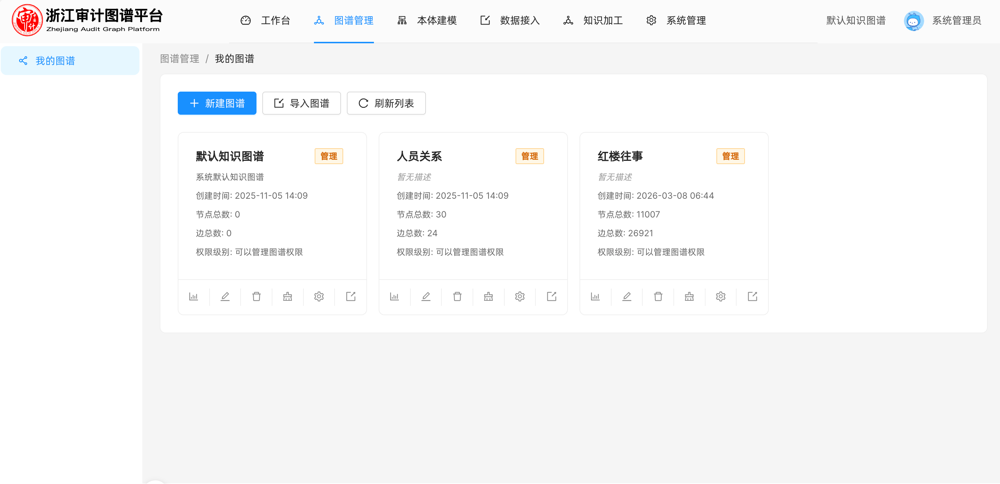 浙江审计图谱平台
Zhejiang Audit Graph Platform
工作台 图谱管理 本体建模 数据接入 知识加工 系统管理 默认知识图谱 系统管理员
我的图谱
图谱管理 / 我的图谱
新建图谱 导入图谱 刷新列表
默认知识图谱 管理
系统默认知识图谱
创建时间: 2025-11-05 14:09
节点总数: 0
边总数: 0
权限级别: 可以管理图谱权限
人员关系 管理
暂无描述
创建时间: 2025-11-05 14:09
节点总数: 30
边总数: 24
权限级别: 可以管理图谱权限
红楼往事 管理
暂无描述
创建时间: 2026-03-08 06:44
节点总数: 11007
边总数: 26921
权限级别: 可以管理图谱权限